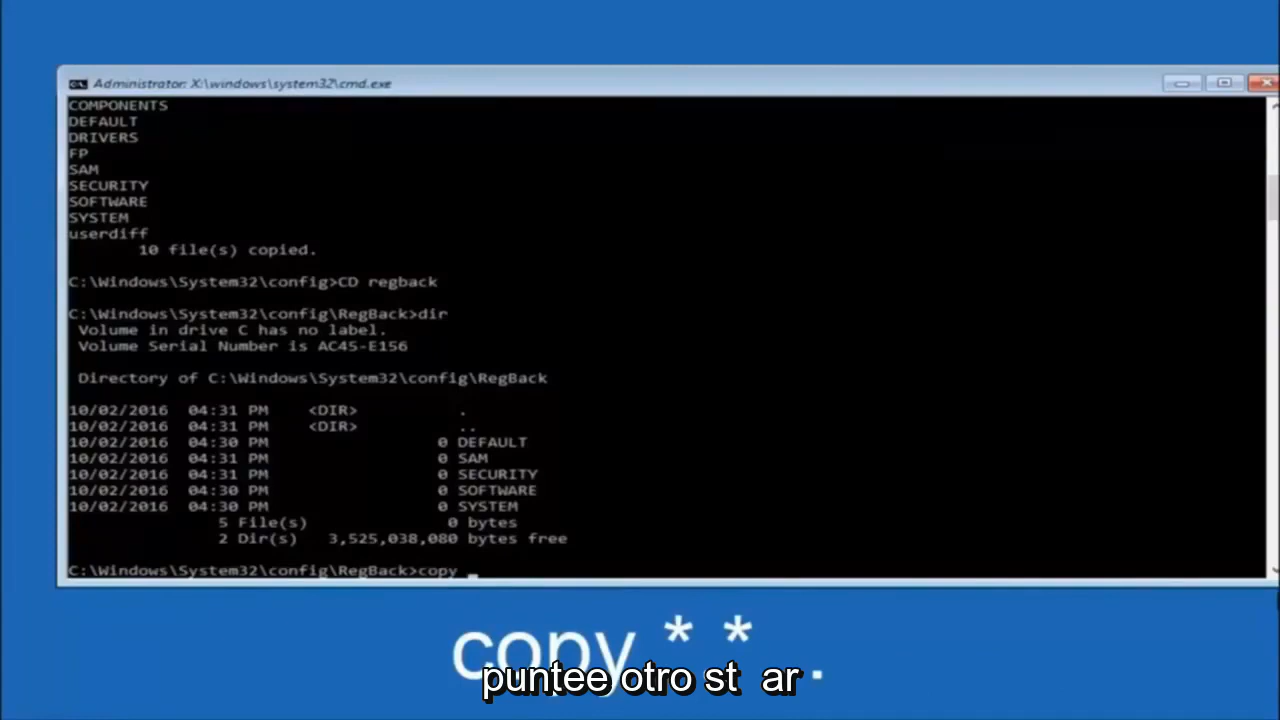 Administrator: X:\windows\system32\cmd.exe
COMPONENTS
DEFAULT
DRIVERS
FP
SAM
SECURITY
SOFTWARE
SYSTEM
userdiff
10 file(s) copied.
C:\Windows\System32\config>CD regback
C:\Windows\System32\config\RegBack>dir
Volume in drive C has no label.
Volume Serial Number is AC45-E156
Directory of C:\Windows\System32\config\RegBack
10/02/2016 04:31 PM <DIR> .
10/02/2016 04:31 PM <DIR> ..
10/02/2016 04:30 PM 0 DEFAULT
10/02/2016 04:31 PM 0 SAM
10/02/2016 04:31 PM 0 SECURITY
10/02/2016 04:30 PM 0 SOFTWARE
10/02/2016 04:30 PM 0 SYSTEM
5 File(s) 0 bytes
2 Dir(s) 3,525,038,080 bytes free
C:\Windows\System32\config\RegBack>copy _
copy * * .
puntee otro st ar